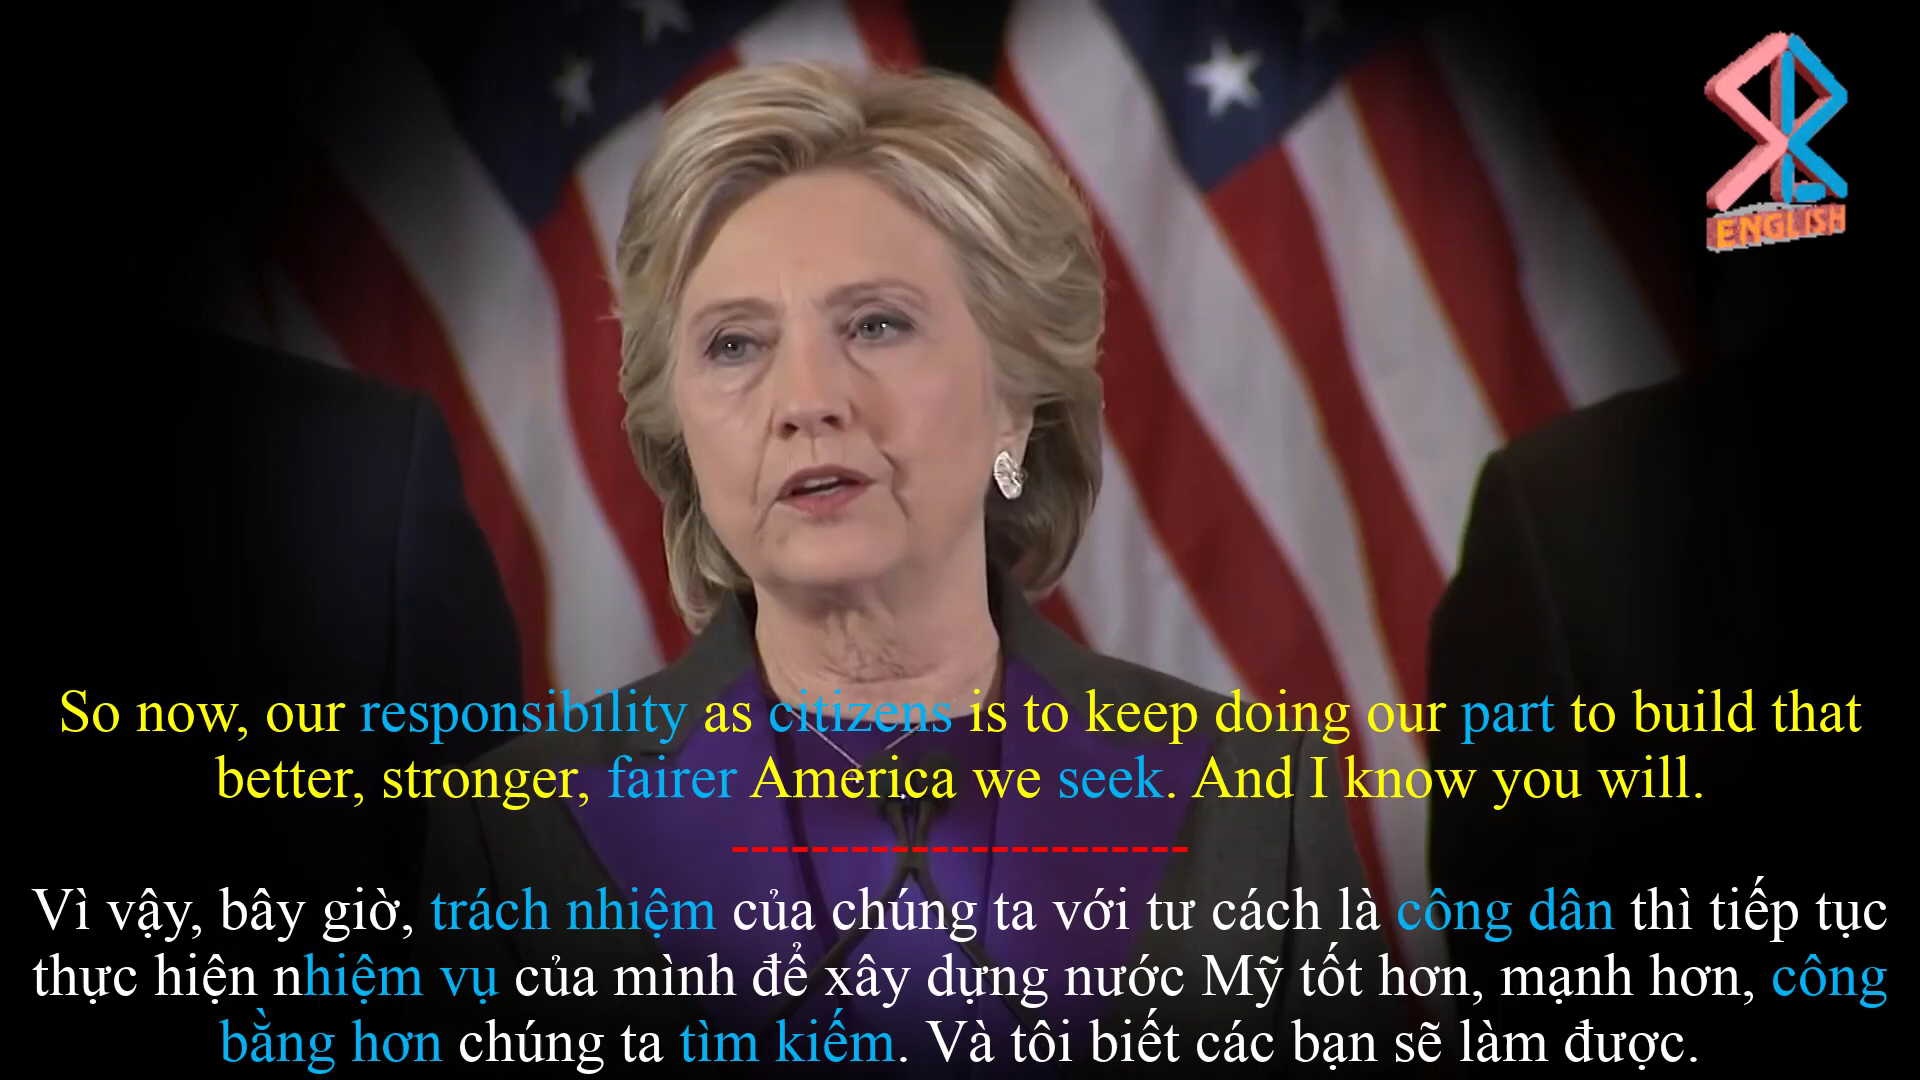 ENGLISH
So now, our responsibility as citizens is to keep doing our part to build that
better, stronger, fairer America we seek. And I know you will.
------------------------
Vì vậy, bây giờ, trách nhiệm của chúng ta với tư cách là công dân thì tiếp tục
thực hiện nhiệm vụ của mình để xây dựng nước Mỹ tốt hơn, mạnh hơn, công
bằng hơn chúng ta tìm kiếm. Và tôi biết các bạn sẽ làm được.